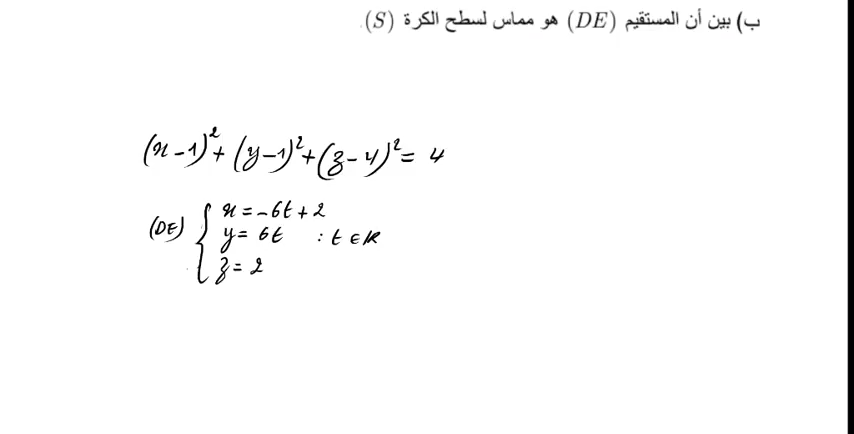 ب) بين أن المستقيم (DE) هو مماس لسطح الكرة (S).
(x-1)²+(y-1)²+(z-4)²=4
(DE) { x=-6t+2
y=6t : t∈ℝ
z=2